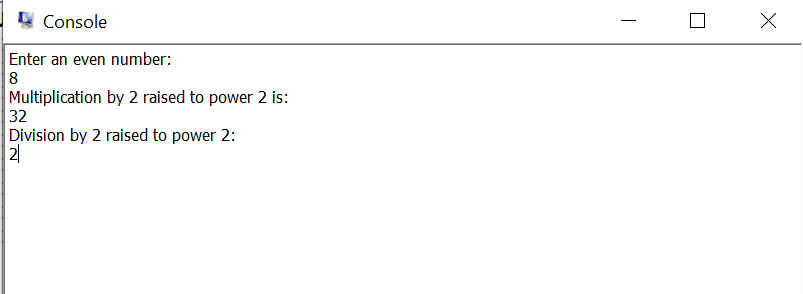 Console
Enter an even number:
8
Multiplication by 2 raised to power 2 is:
32
Division by 2 raised to power 2:
2